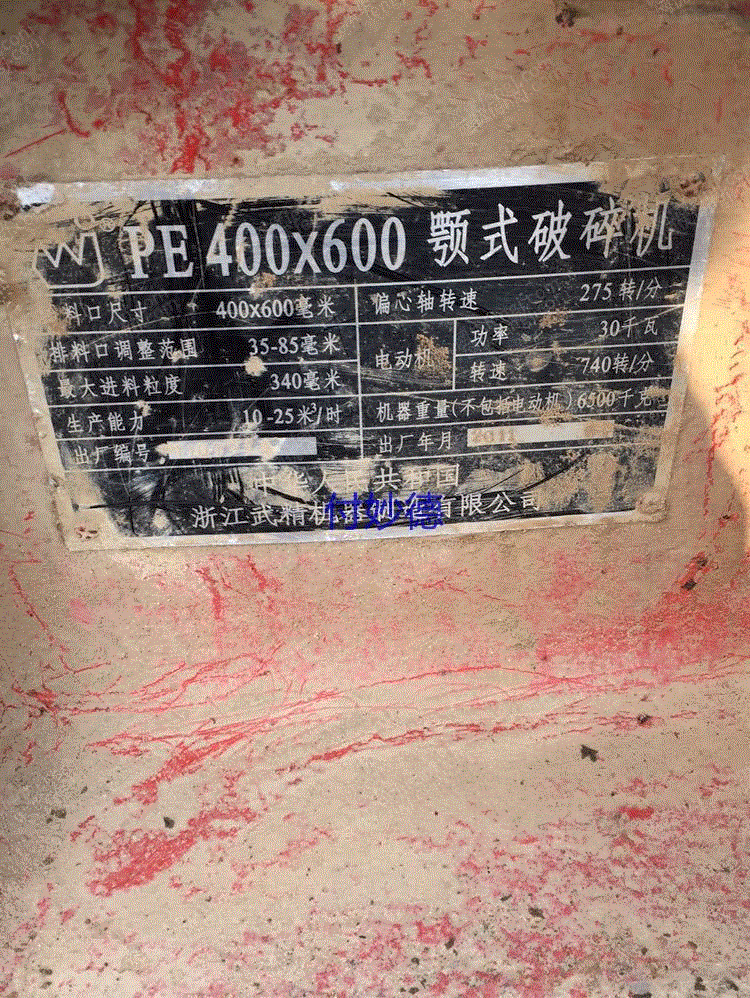 PE 400X600 颚式破碎机
料口尺寸 400x600毫米 偏心轴转速 275转/分
排料口调整范围 35-85毫米 电动机 功率 30千瓦
最大进料粒度 340毫米 转速 740转/分
生产能力 10-25米³/时 机器重量(不包括电动机)6500千克
出厂编号 出厂年月
中华人民共和国
浙江武精机器制造有限公司
付妙德